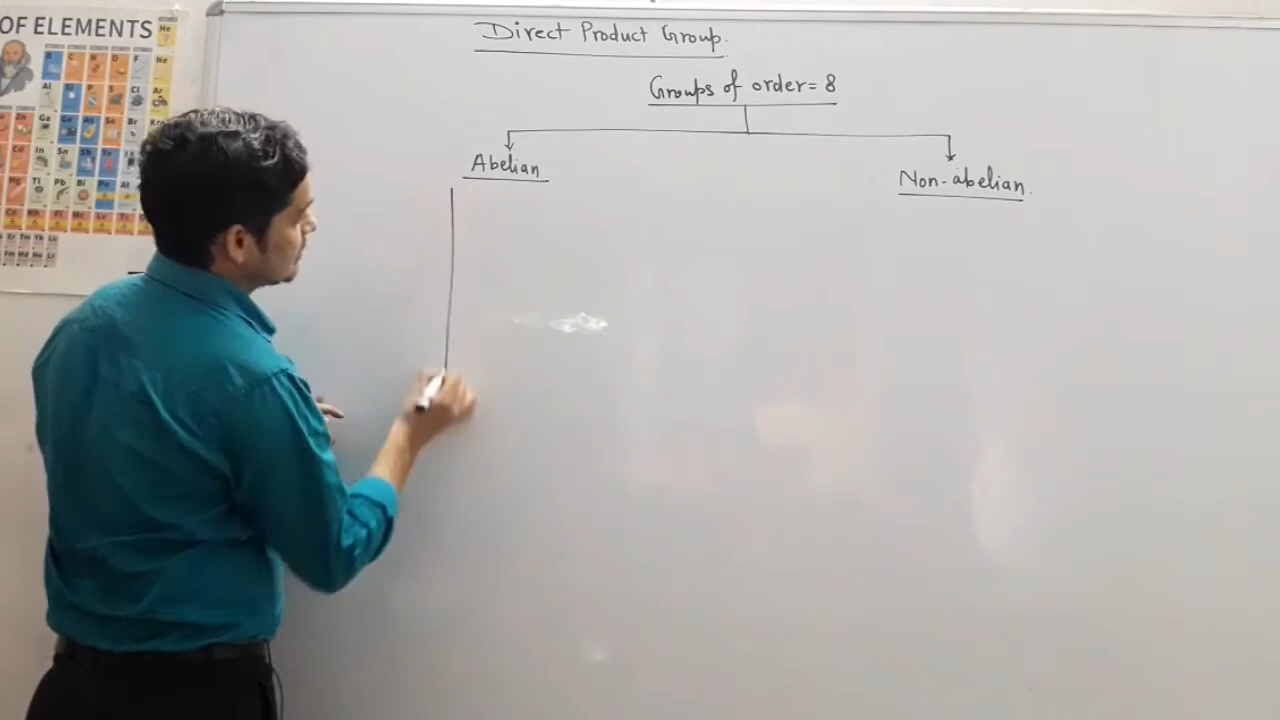 OF ELEMENTS
Direct Product Group.
Groups of order = 8
Abelian
Non-abelian.